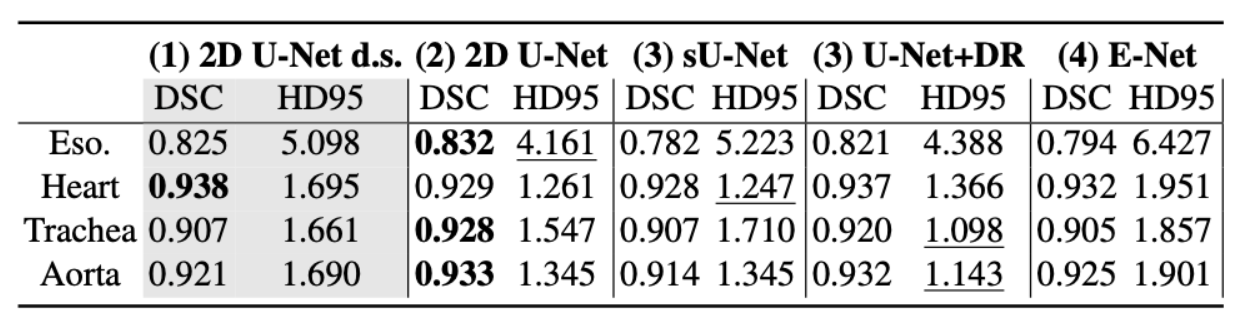 (1) 2D U-Net d.s. (2) 2D U-Net (3) sU-Net (3) U-Net+DR (4) E-Net
DSC HD95 DSC HD95 DSC HD95 DSC HD95 DSC HD95
Eso. 0.825 5.098 0.832 4.161 0.782 5.223 0.821 4.388 0.794 6.427
Heart 0.938 1.695 0.929 1.261 0.928 1.247 0.937 1.366 0.932 1.951
Trachea 0.907 1.661 0.928 1.547 0.907 1.710 0.920 1.098 0.905 1.857
Aorta 0.921 1.690 0.933 1.345 0.914 1.345 0.932 1.143 0.925 1.901